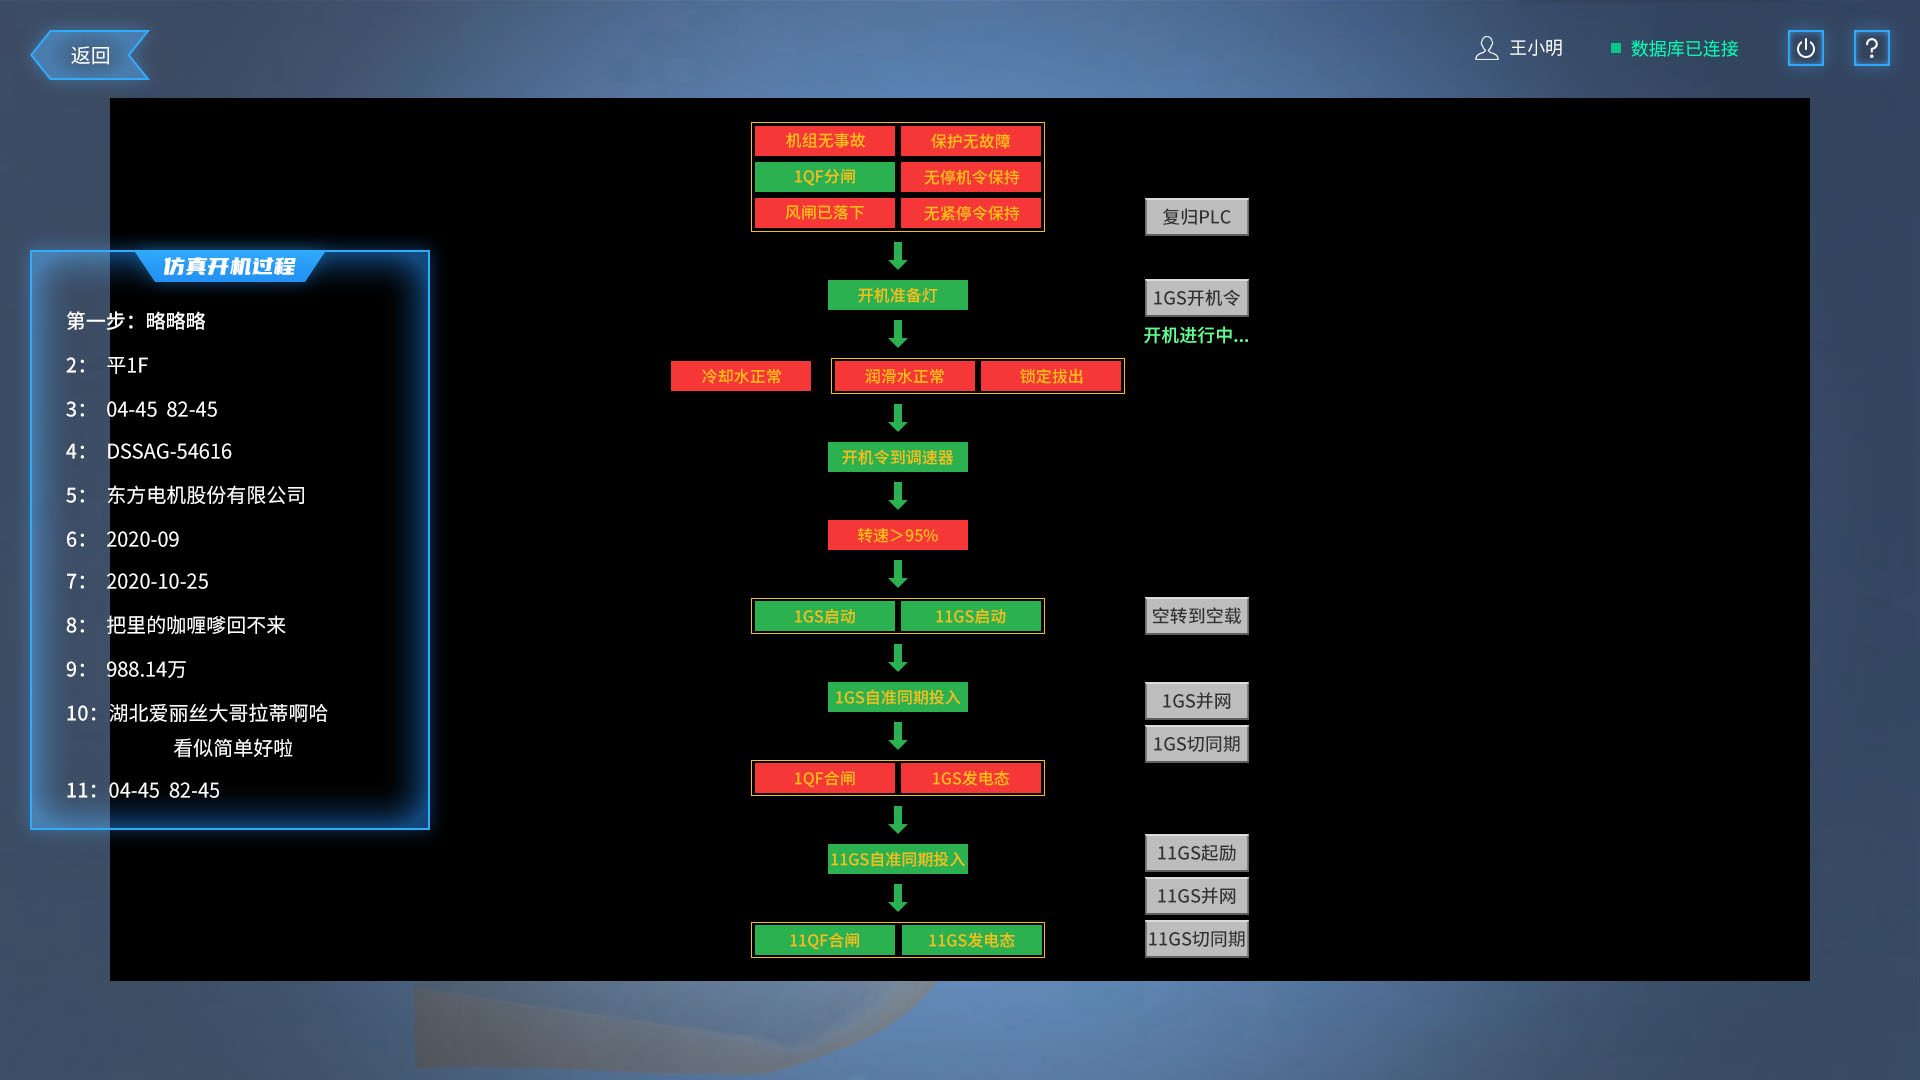 返回
王小明
数据库已连接
?
机组无事故 保护无故障
1QF分闸 无停机令保持
风闸已落下 无紧停令保持
复归PLC
仿真开机过程
开机准备灯
1GS开机令
第一步：略略略
开机进行中...
2： 平1F
冷却水正常 润滑水正常 锁定拔出
3： 04-45 82-45
4： DSSAG-54616
开机令到调速器
5： 东方电机股份有限公司
6： 2020-09
转速＞95%
7： 2020-10-25
8： 把里的咖喱嗲回不来
1GS启动 11GS启动
空转到空载
9： 988.14万
1GS自准同期投入
1GS并网
10：湖北爱丽丝大哥拉蒂啊哈
看似简单好啦
1GS切同期
1QF合闸 1GS发电态
11：04-45 82-45
11GS自准同期投入
11GS起励
11GS并网
11QF合闸 11GS发电态
11GS切同期